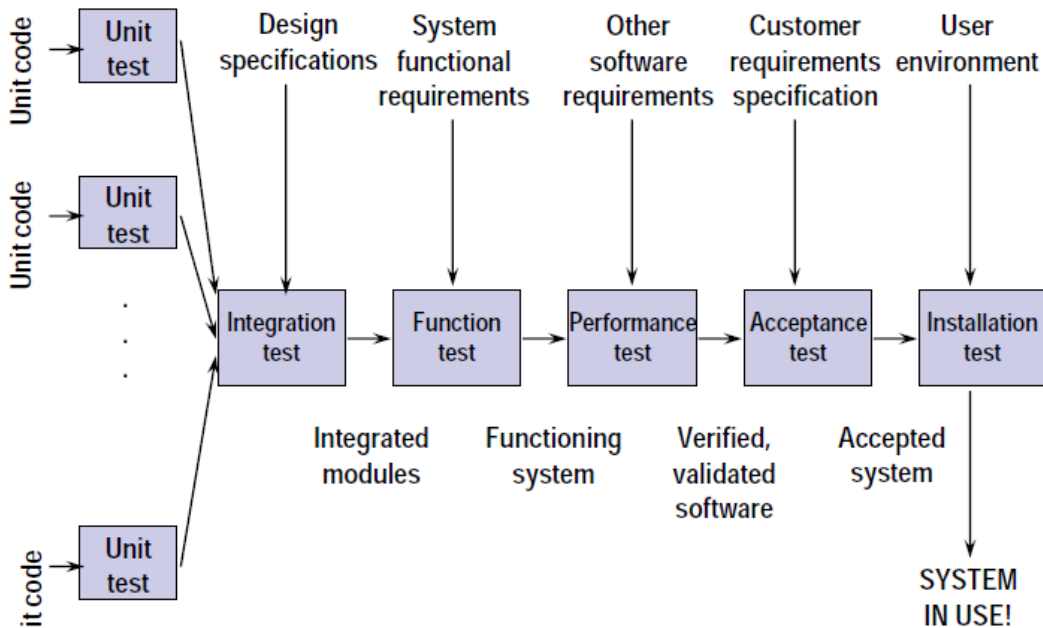 Unit code
Unit
test
Design
specifications
System
functional
requirements
Other
software
requirements
Customer
requirements
specification
User
environment
Unit code
Unit
test
.
.
.
Integration
test
Function
test
Performance
test
Acceptance
test
Installation
test
Integrated
modules
Functioning
system
Verified,
validated
software
Accepted
system
it code
Unit
test
SYSTEM
IN USE!